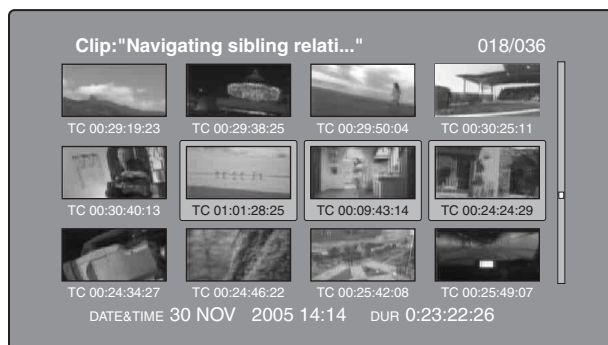 Clip:"Navigating sibling relati..." 018/036
TC 00:29:19:23 TC 00:29:38:25 TC 00:29:50:04 TC 00:30:25:11
TC 00:30:40:13 TC 01:01:28:25 TC 00:09:43:14 TC 00:24:24:29
TC 00:24:34:27 TC 00:24:46:22 TC 00:25:42:08 TC 00:25:49:07
DATE&TIME 30 NOV 2005 14:14 DUR 0:23:22:26